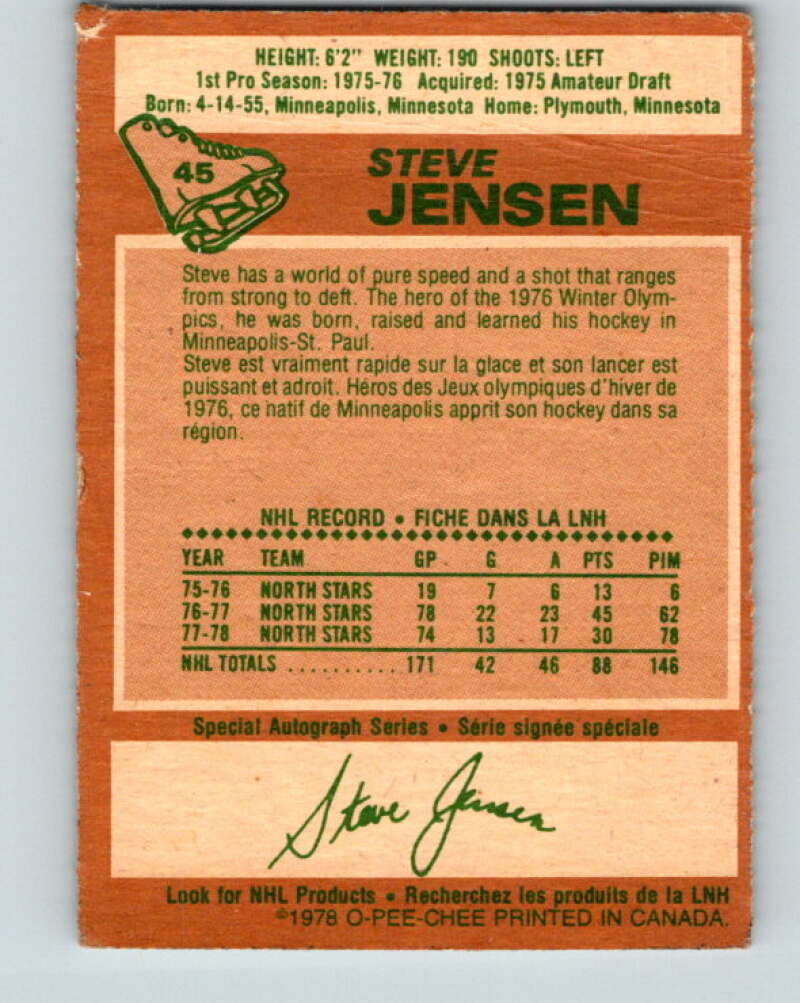 HEIGHT: 6'2" WEIGHT: 190 SHOOTS: LEFT
1st Pro Season: 1975-76 Acquired: 1975 Amateur Draft
Born: 4-14-55, Minneapolis, Minnesota Home: Plymouth, Minnesota
45
STEVE
JENSEN
Steve has a world of pure speed and a shot that ranges
from strong to deft. The hero of the 1976 Winter Olym-
pics, he was born, raised and learned his hockey in
Minneapolis-St. Paul.
Steve est vraiment rapide sur la glace et son lancer est
puissant et adroit. Héros des Jeux olympiques d'hiver de
1976, ce natif de Minneapolis apprit son hockey dans sa
région.
NHL RECORD • FICHE DANS LA LNH
YEAR TEAM GP G A PTS PIM
75-76 NORTH STARS 19 7 6 13 6
76-77 NORTH STARS 78 22 23 45 62
77-78 NORTH STARS 74 13 17 30 78
NHL TOTALS .......... 171 42 46 88 146
Special Autograph Series • Série signée spéciale
Steve Jensen
Look for NHL Products • Recherchez les produits de la LNH
©1978 O-PEE-CHEE PRINTED IN CANADA.